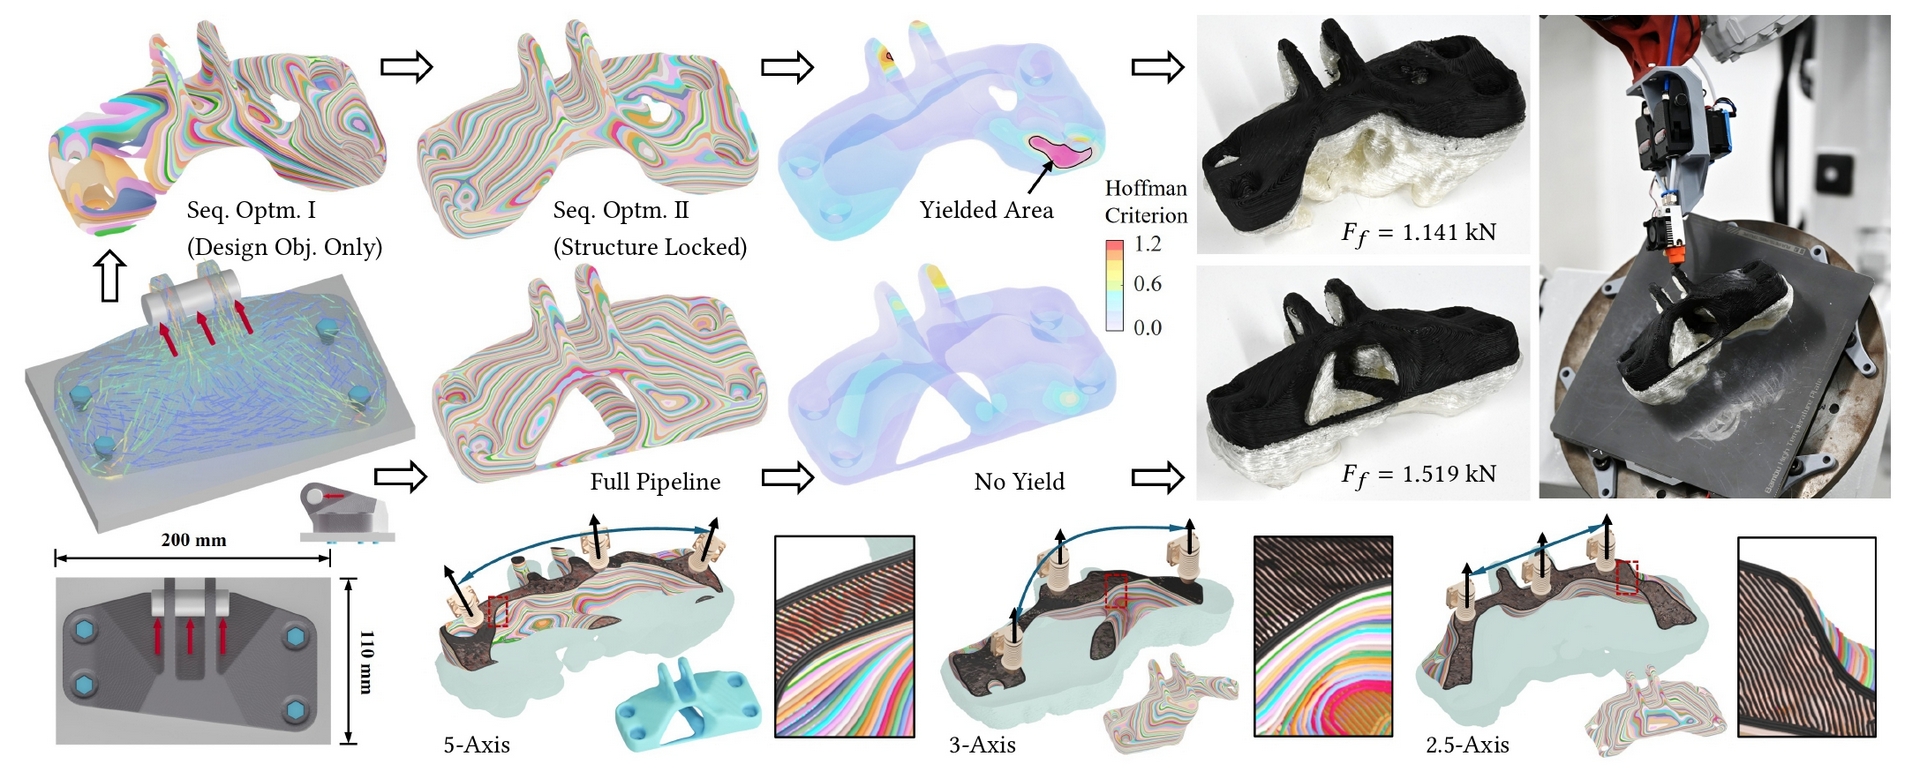 Seq. Optm. I
(Design Obj. Only)
Seq. Optm. II
(Structure Locked)
Yielded Area
Hoffman
Criterion
1.2
0.6
0.0
F_f = 1.141 kN
Full Pipeline
No Yield
F_f = 1.519 kN
200 mm
110 mm
5-Axis
3-Axis
2.5-Axis